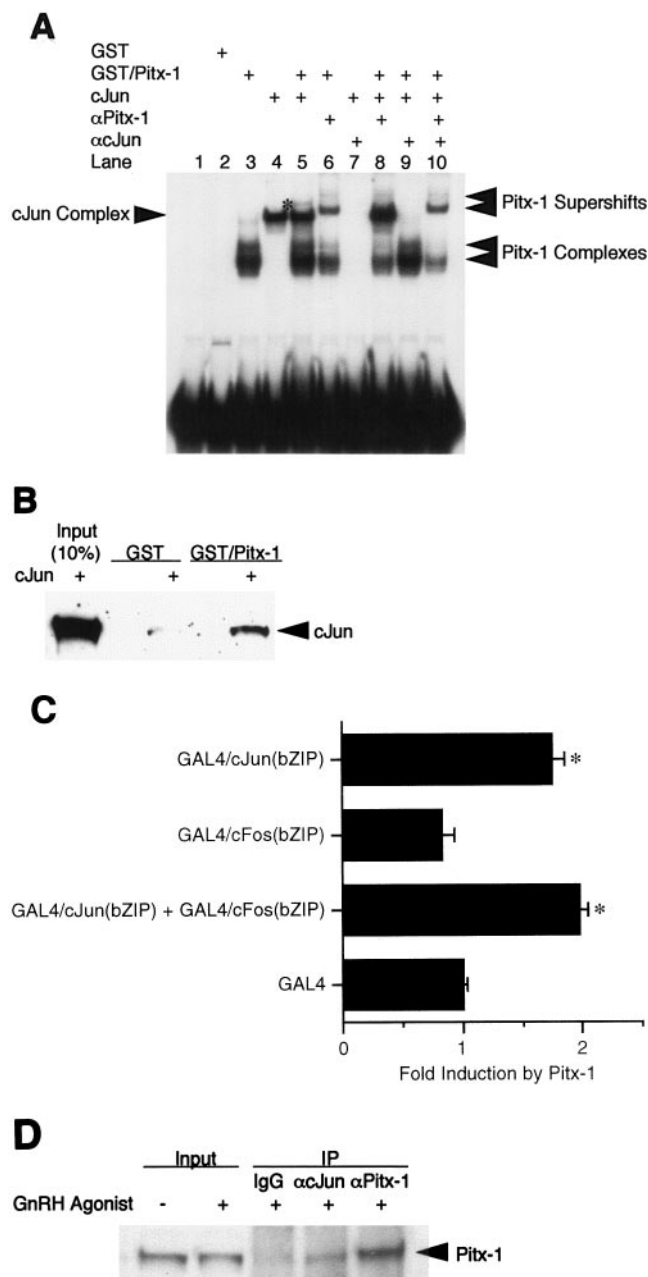 A
GST +
GST/Pitx-1 + + + + + +
cJun + + + + + +
αPitx-1 + + +
αcJun + + +
Lane 1 2 3 4 5 6 7 8 9 10
cJun Complex
*
Pitx-1 Supershifts
Pitx-1 Complexes
B
Input
(10%) GST GST/Pitx-1
cJun + + +
cJun
C
GAL4/cJun(bZIP) *
GAL4/cFos(bZIP)
GAL4/cJun(bZIP) + GAL4/cFos(bZIP) *
GAL4
0 1 2
Fold Induction by Pitx-1
D
Input IP
IgG αcJun αPitx-1
GnRH Agonist - + + + +
Pitx-1